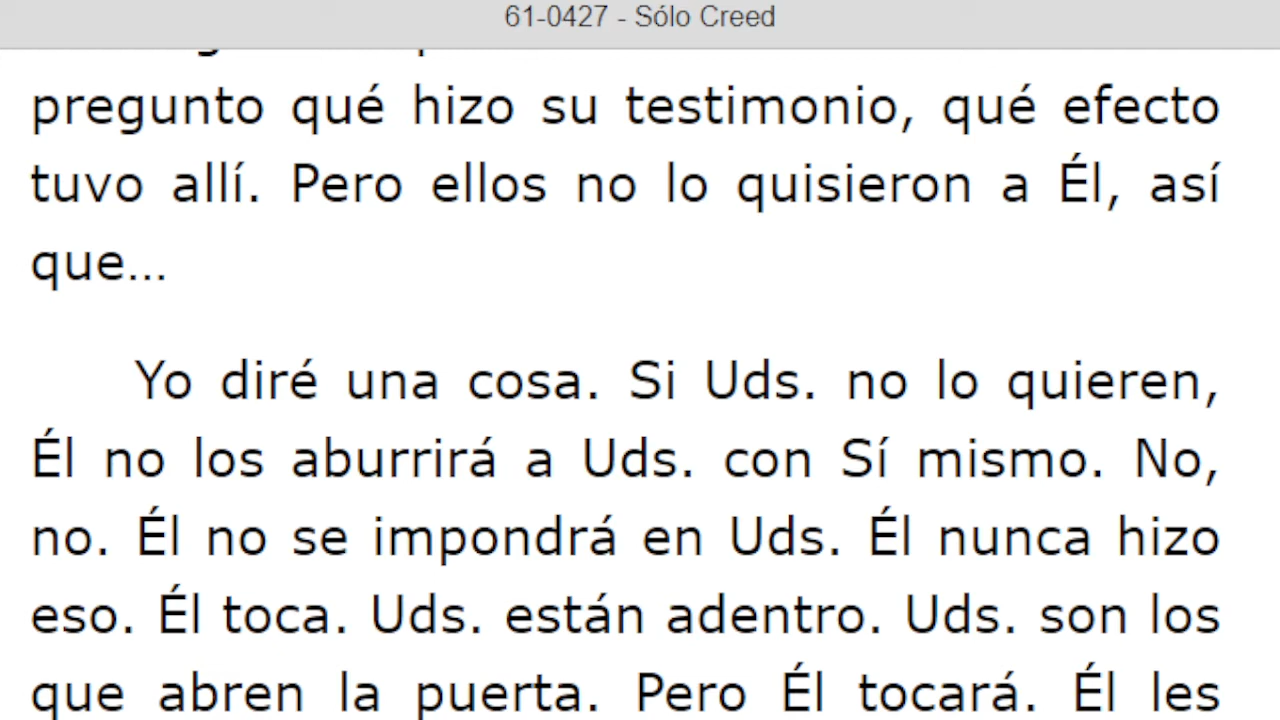 61-0427 - Sólo Creed
pregunto qué hizo su testimonio, qué efecto
tuvo allí. Pero ellos no lo quisieron a Él, así
que...
Yo diré una cosa. Si Uds. no lo quieren,
Él no los aburrirá a Uds. con Sí mismo. No,
no. Él no se impondrá en Uds. Él nunca hizo
eso. Él toca. Uds. están adentro. Uds. son los
que abren la puerta. Pero Él tocará. Él les